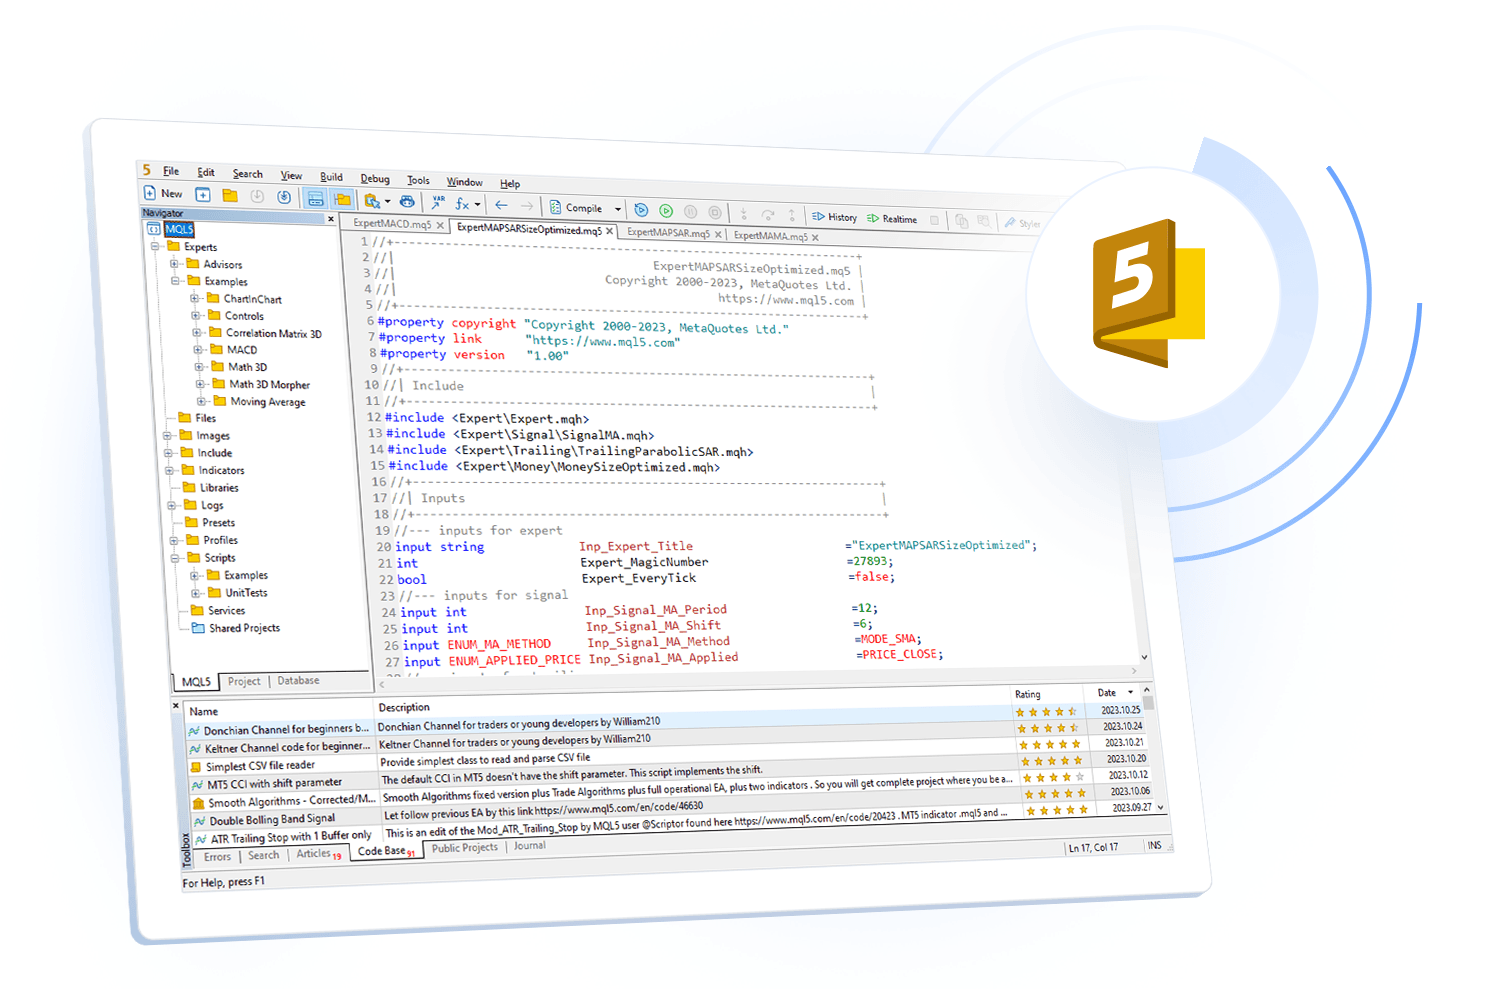 5 File Edit Search View Build Debug Tools Window Help
New VAR fx Compile History Realtime Styler
Navigator
ExpertMACD.mq5 ExpertMAPSARSizeOptimized.mq5 ExpertMAPSAR.mq5 ExpertMAMA.mq5
MQL5
Experts
Advisors
Examples
ChartInChart
Controls
Correlation Matrix 3D
MACD
Math 3D
Math 3D Morpher
Moving Average
Files
Images
Include
Indicators
Libraries
Logs
Presets
Profiles
Scripts
Examples
UnitTests
Services
Shared Projects
MQL5 Project Database
1 //+------------------------------------------------------------------+
2 //| ExpertMAPSARSizeOptimized.mq5 |
3 //| Copyright 2000-2023, MetaQuotes Ltd. |
4 //| https://www.mql5.com |
5 //+------------------------------------------------------------------+
6 #property copyright "Copyright 2000-2023, MetaQuotes Ltd."
7 #property link "https://www.mql5.com"
8 #property version "1.00"
9 //+------------------------------------------------------------------+
10 //| Include |
11 //+------------------------------------------------------------------+
12 #include <Expert\Expert.mqh>
13 #include <Expert\Signal\SignalMA.mqh>
14 #include <Expert\Trailing\TrailingParabolicSAR.mqh>
15 #include <Expert\Money\MoneySizeOptimized.mqh>
16 //+------------------------------------------------------------------+
17 //| Inputs |
18 //+------------------------------------------------------------------+
19 //--- inputs for expert
20 input string Inp_Expert_Title ="ExpertMAPSARSizeOptimized";
21 int Expert_MagicNumber =27893;
22 bool Expert_EveryTick =false;
23 //--- inputs for signal
24 input int Inp_Signal_MA_Period =12;
25 input int Inp_Signal_MA_Shift =6;
26 input ENUM_MA_METHOD Inp_Signal_MA_Method =MODE_SMA;
27 input ENUM_APPLIED_PRICE Inp_Signal_MA_Applied =PRICE_CLOSE;
5
Name Description Rating Date
Donchian Channel for beginners b... Donchian Channel for traders or young developers by William210 2023.10.25
Keltner Channel code for beginner... Keltner Channel for traders or young developers by William210 2023.10.24
Simplest CSV file reader Provide simplest class to read and parse CSV file 2023.10.21
MT5 CCI with shift parameter The default CCI in MT5 doesn't have the shift parameter. This script implements the shift. 2023.10.20
Smooth Algorithms - Corrected/M... Smooth Algorithms fixed version plus Trade Algorithms plus full operational EA, plus two indicators . So you will get complete project where you be a... 2023.10.12
Double Bolling Band Signal Let follow previous EA by this link https://www.mql5.com/en/code/46630 2023.10.06
ATR Trailing Stop with 1 Buffer only This is an edit of the Mod_ATR_Trailing_Stop by MQL5 user @Scriptor found here https://www.mql5.com/en/code/20423 . MT5 indicator .mql5 and ... 2023.09.27
Toolbox
Errors Search Articles 19 Code Base 91 Public Projects Journal
For Help, press F1 Ln 17, Col 17 INS